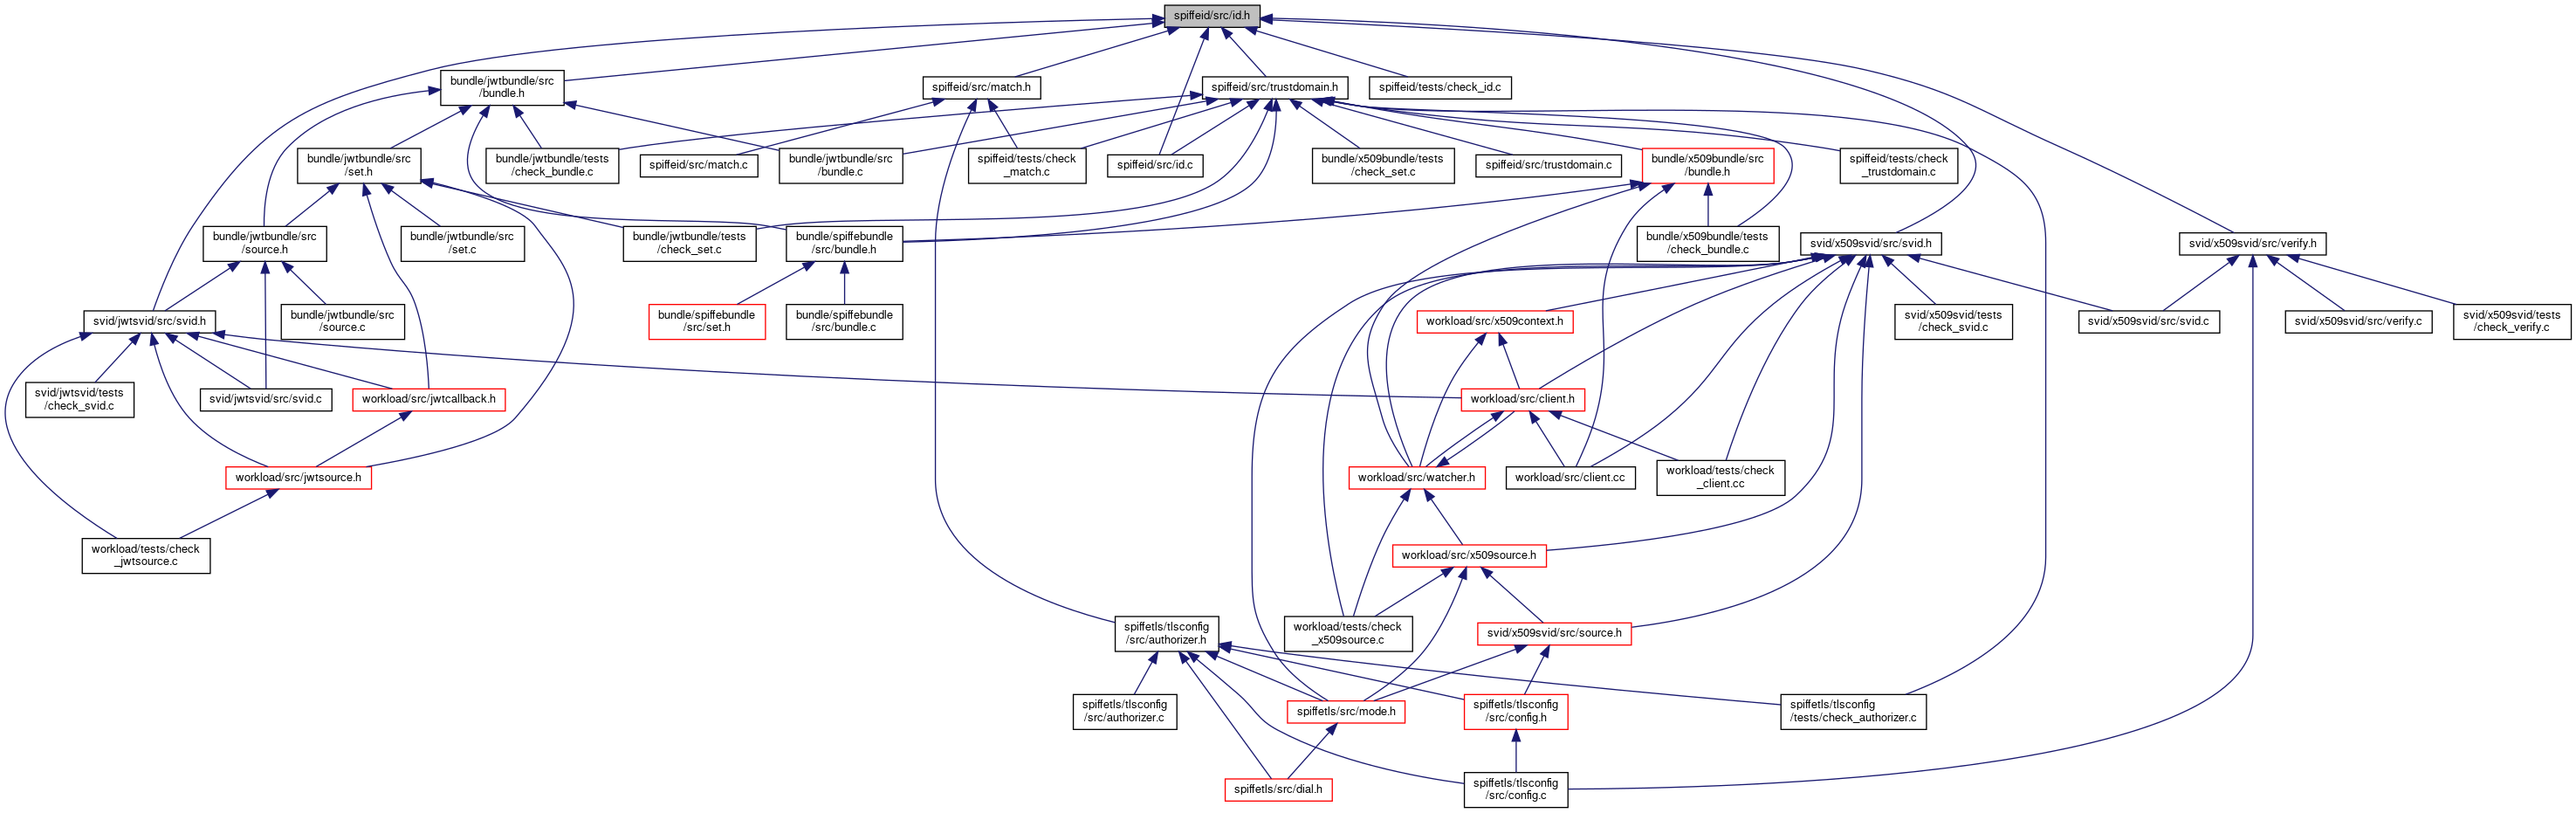 spiffeid/src/id.h
bundle/jwtbundle/src
/bundle.h
spiffeid/src/match.h
spiffeid/src/trustdomain.h
spiffeid/tests/check_id.c
bundle/jwtbundle/src
/set.h
bundle/jwtbundle/tests
/check_bundle.c
spiffeid/src/match.c
bundle/jwtbundle/src
/bundle.c
spiffeid/tests/check
_match.c
spiffeid/src/id.c
bundle/x509bundle/tests
/check_set.c
spiffeid/src/trustdomain.c
bundle/x509bundle/src
/bundle.h
spiffeid/tests/check
_trustdomain.c
bundle/jwtbundle/src
/source.h
bundle/jwtbundle/src
/set.c
bundle/jwtbundle/tests
/check_set.c
bundle/spiffebundle
/src/bundle.h
bundle/x509bundle/tests
/check_bundle.c
svid/x509svid/src/svid.h
svid/x509svid/src/verify.h
svid/jwtsvid/src/svid.h
bundle/jwtbundle/src
/source.c
bundle/spiffebundle
/src/set.h
bundle/spiffebundle
/src/bundle.c
workload/src/x509context.h
svid/x509svid/tests
/check_svid.c
svid/x509svid/src/svid.c
svid/x509svid/src/verify.c
svid/x509svid/tests
/check_verify.c
svid/jwtsvid/tests
/check_svid.c
svid/jwtsvid/src/svid.c
workload/src/jwtcallback.h
workload/src/client.h
workload/src/jwtsource.h
workload/src/watcher.h
workload/src/client.cc
workload/tests/check
_client.cc
workload/tests/check
_jwtsource.c
workload/src/x509source.h
spiffetls/tlsconfig
/src/authorizer.h
workload/tests/check
_x509source.c
svid/x509svid/src/source.h
spiffetls/tlsconfig
/src/authorizer.c
spiffetls/src/mode.h
spiffetls/tlsconfig
/src/config.h
spiffetls/tlsconfig
/tests/check_authorizer.c
spiffetls/src/dial.h
spiffetls/tlsconfig
/src/config.c